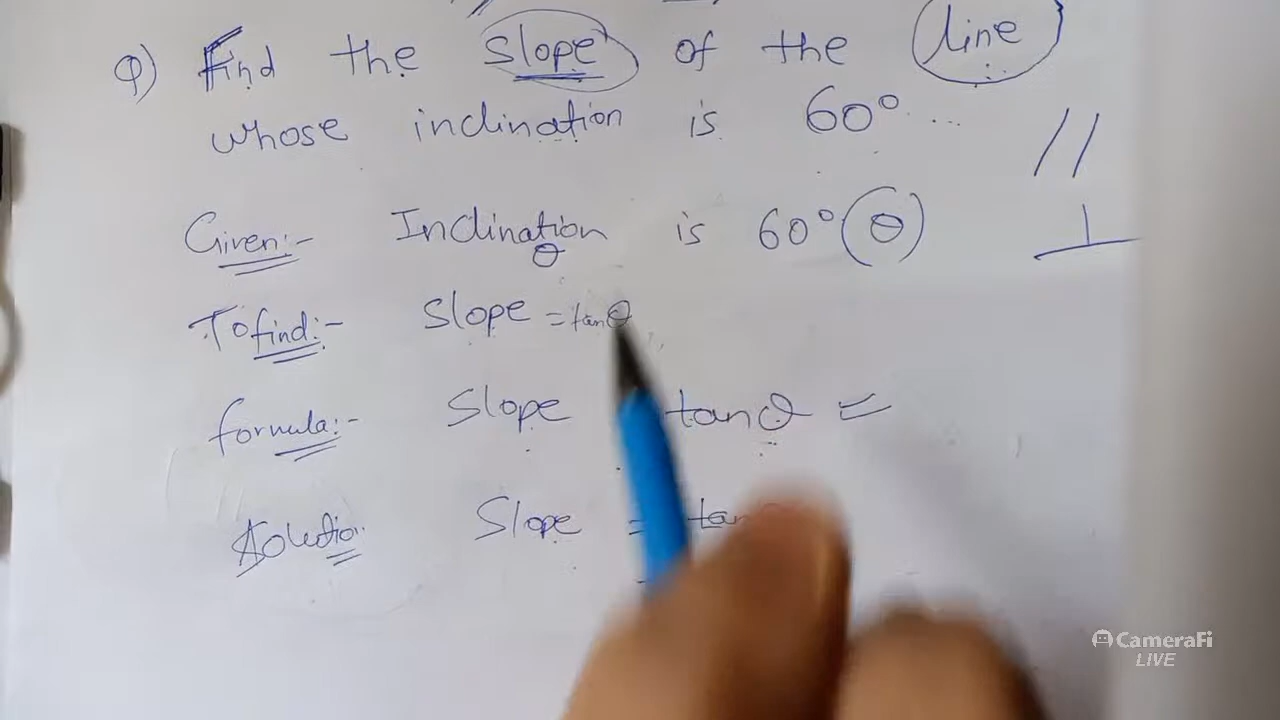 Q) Find the slope of the line
whose inclination is 60° ...
//
Given:- Inclination is 60° (θ)
θ
⊥
To find:- Slope = tanθ
formula:- Slope tanθ =
Solution Slope = tan
CameraFi
LIVE